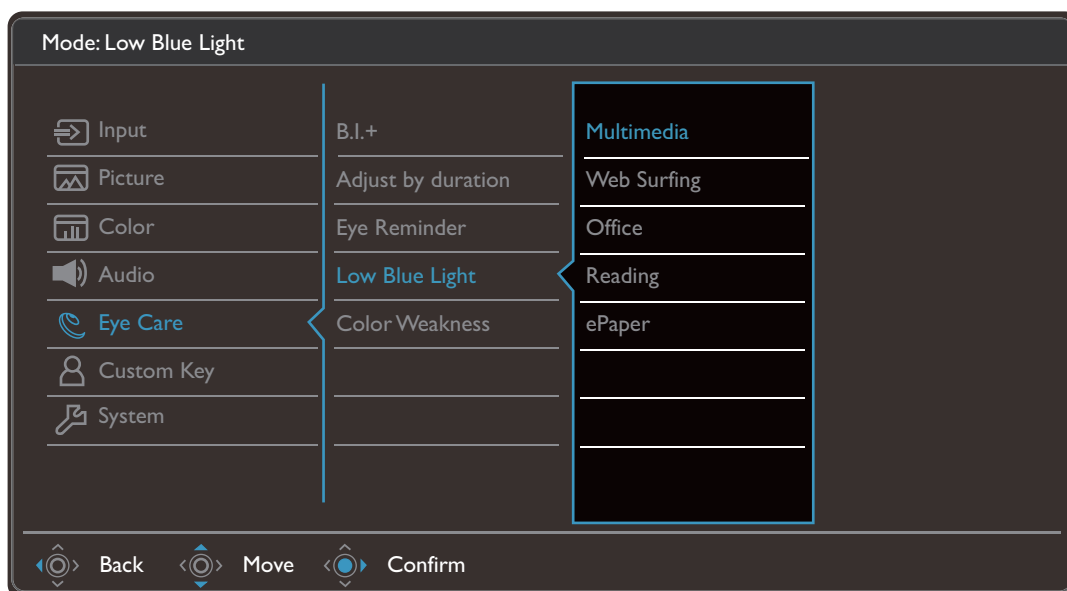 Mode: Low Blue Light
Input
Picture
Color
Audio
Eye Care
Custom Key
System
B.I.+
Adjust by duration
Eye Reminder
Low Blue Light
Color Weakness
Multimedia
Web Surfing
Office
Reading
ePaper
Back Move Confirm